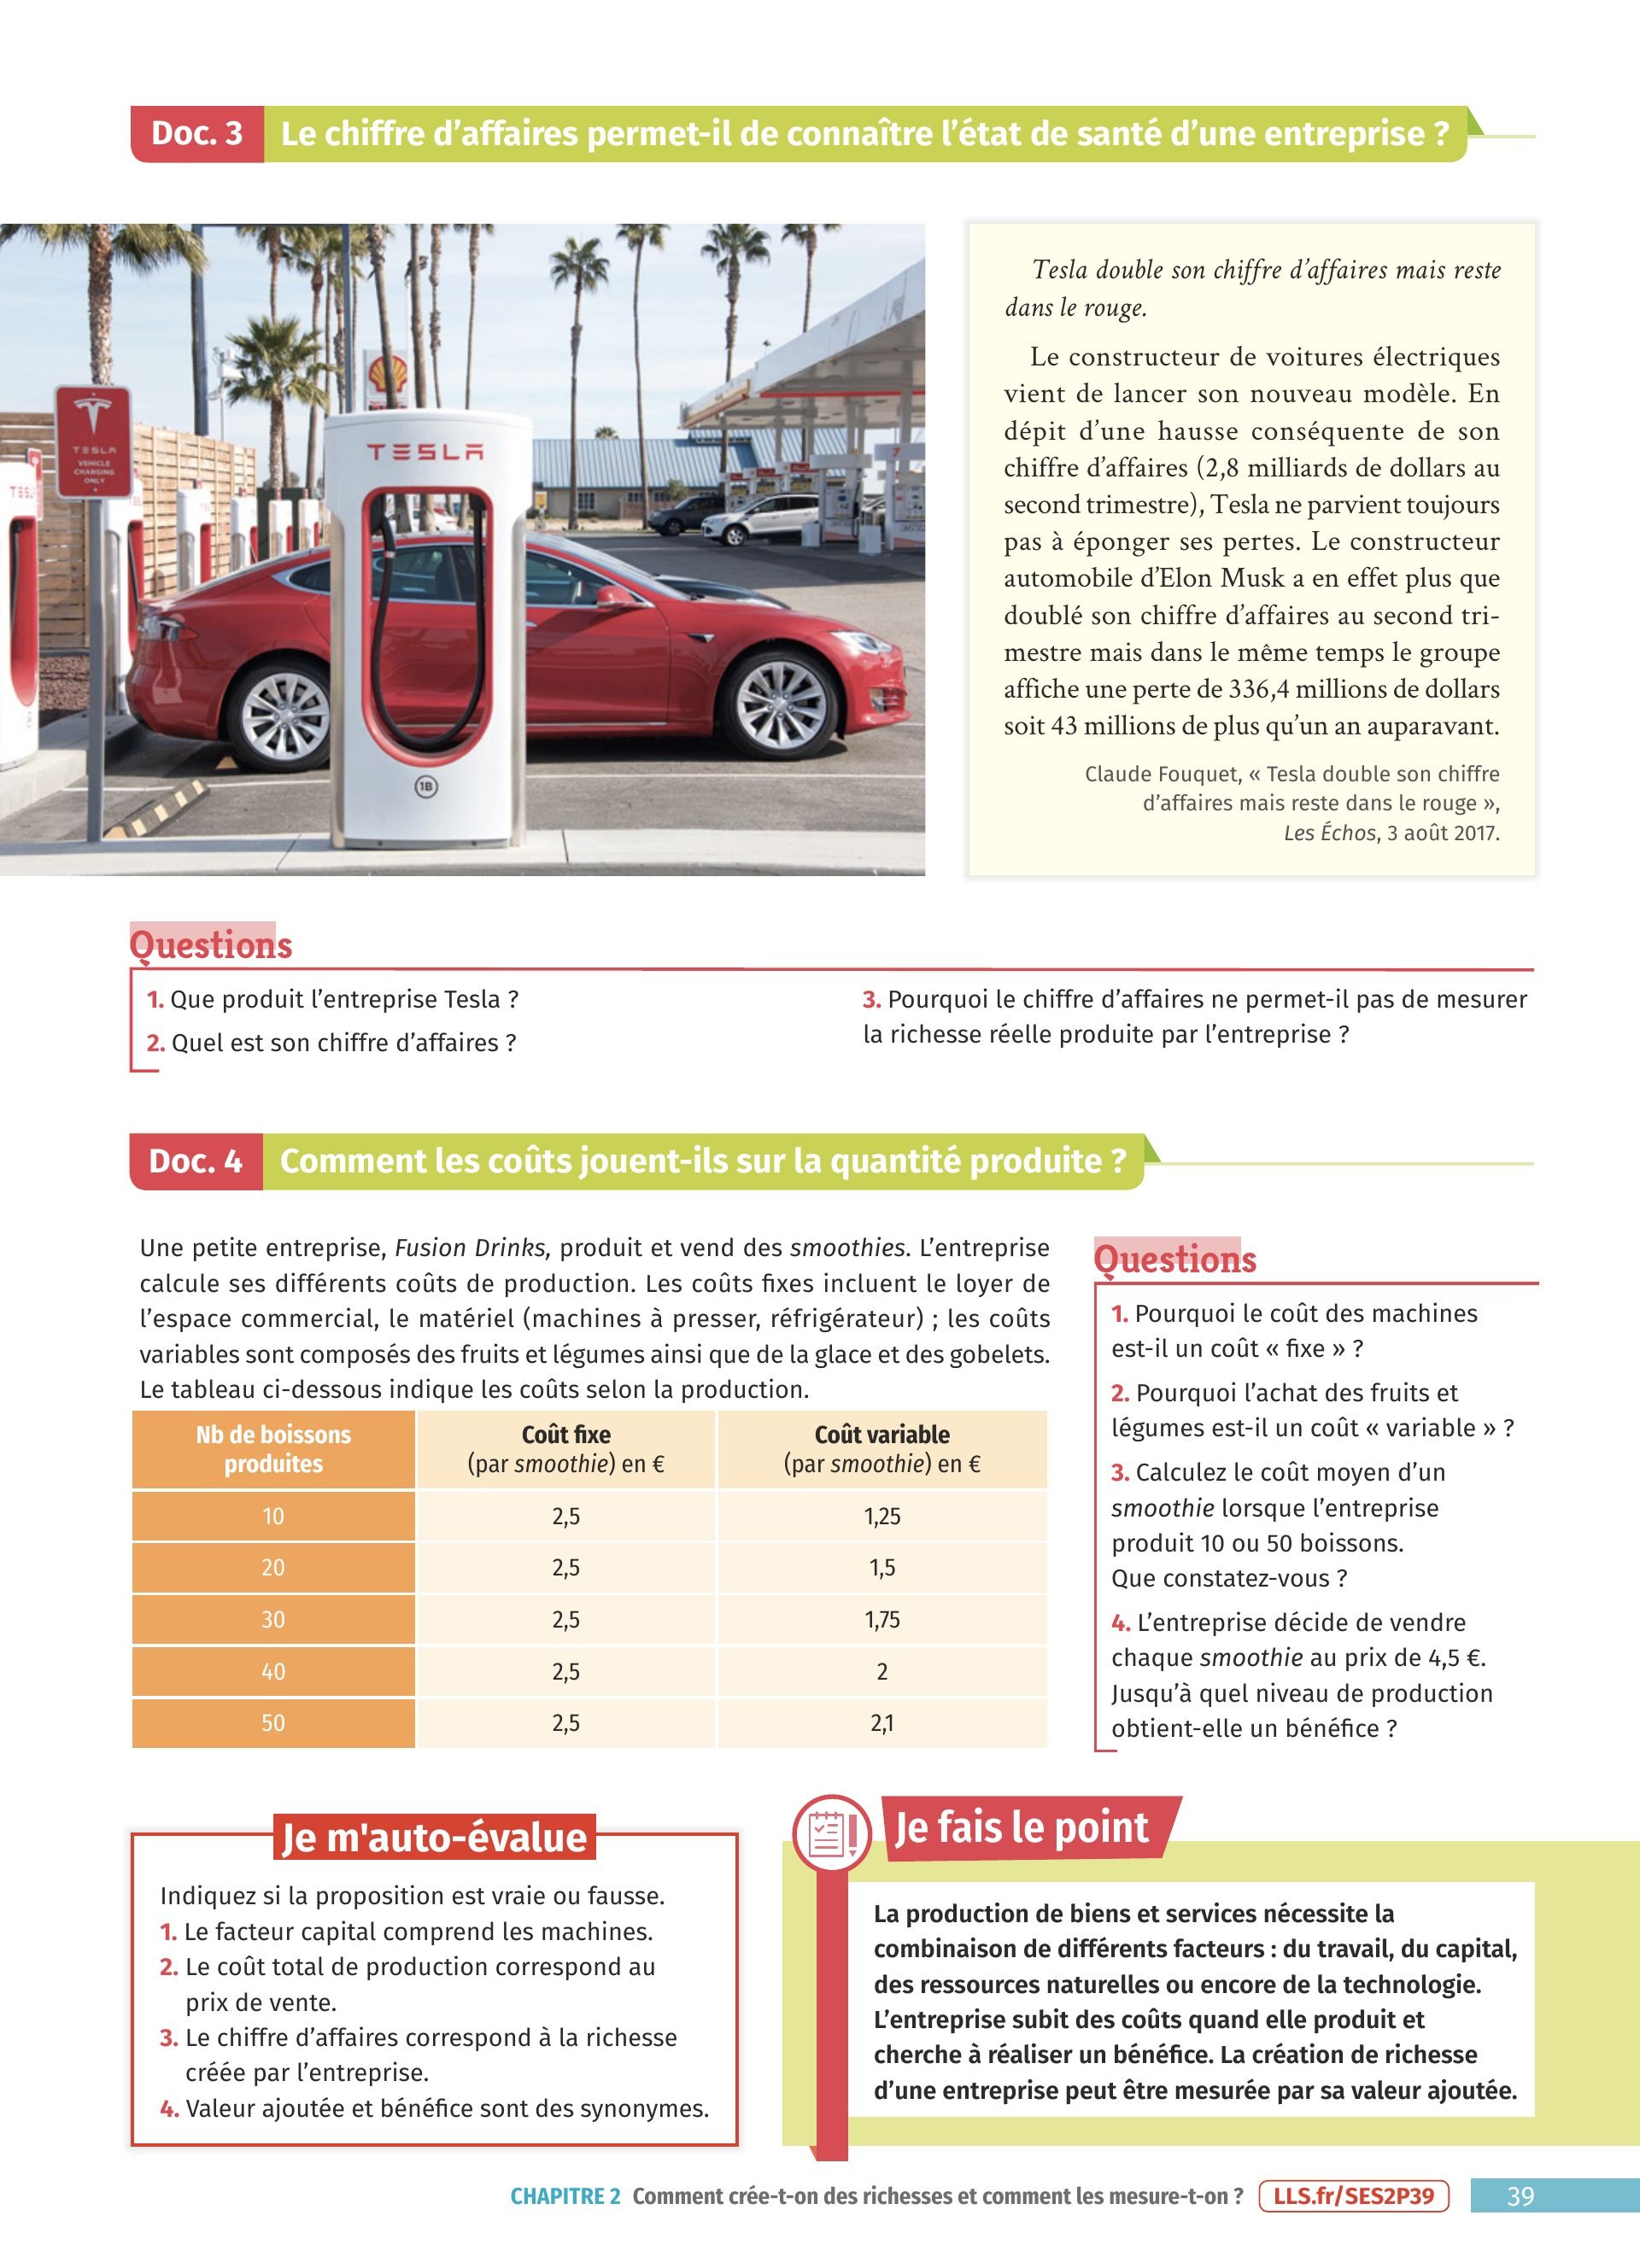 Doc. 3 Le chiffre d'affaires permet-il de connaître l'état de santé d'une entreprise ?
TESLA
VEHICLE
CHARGING
ONLY
TESLA
1B
Tesla double son chiffre d'affaires mais reste
dans le rouge.
Le constructeur de voitures électriques
vient de lancer son nouveau modèle. En
dépit d'une hausse conséquente de son
chiffre d'affaires (2,8 milliards de dollars au
second trimestre), Tesla ne parvient toujours
pas à éponger ses pertes. Le constructeur
automobile d'Elon Musk a en effet plus que
doublé son chiffre d'affaires au second tri-
mestre mais dans le même temps le groupe
affiche une perte de 336,4 millions de dollars
soit 43 millions de plus qu'un an auparavant.
Claude Fouquet, « Tesla double son chiffre
d'affaires mais reste dans le rouge »,
Les Échos, 3 août 2017.
Questions
1. Que produit l'entreprise Tesla ?
2. Quel est son chiffre d'affaires ?
3. Pourquoi le chiffre d'affaires ne permet-il pas de mesurer
la richesse réelle produite par l'entreprise ?
Doc. 4 Comment les coûts jouent-ils sur la quantité produite ?
Une petite entreprise, Fusion Drinks, produit et vend des smoothies. L'entreprise
calcule ses différents coûts de production. Les coûts fixes incluent le loyer de
l'espace commercial, le matériel (machines à presser, réfrigérateur) ; les coûts
variables sont composés des fruits et légumes ainsi que de la glace et des gobelets.
Le tableau ci-dessous indique les coûts selon la production.
Nb de boissons
produites
Coût fixe
(par smoothie) en €
Coût variable
(par smoothie) en €
10 2,5 1,25
20 2,5 1,5
30 2,5 1,75
40 2,5 2
50 2,5 2,1
Questions
1. Pourquoi le coût des machines
est-il un coût « fixe » ?
2. Pourquoi l'achat des fruits et
légumes est-il un coût « variable » ?
3. Calculez le coût moyen d'un
smoothie lorsque l'entreprise
produit 10 ou 50 boissons.
Que constatez-vous ?
4. L'entreprise décide de vendre
chaque smoothie au prix de 4,5 €.
Jusqu'à quel niveau de production
obtient-elle un bénéfice ?
Je m'auto-évalue
Indiquez si la proposition est vraie ou fausse.
1. Le facteur capital comprend les machines.
2. Le coût total de production correspond au
prix de vente.
3. Le chiffre d'affaires correspond à la richesse
créée par l'entreprise.
4. Valeur ajoutée et bénéfice sont des synonymes.
Je fais le point
La production de biens et services nécessite la
combinaison de différents facteurs : du travail, du capital,
des ressources naturelles ou encore de la technologie.
L'entreprise subit des coûts quand elle produit et
cherche à réaliser un bénéfice. La création de richesse
d'une entreprise peut être mesurée par sa valeur ajoutée.
CHAPITRE 2 Comment crée-t-on des richesses et comment les mesure-t-on ? LLS.fr/SES2P39 39